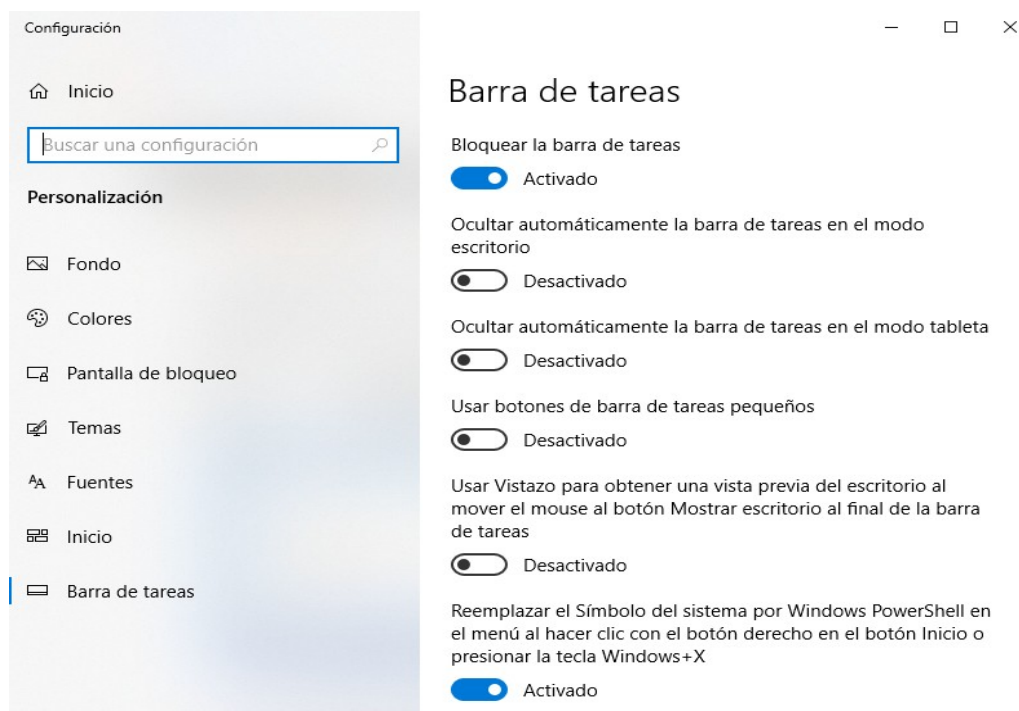 Configuración
Inicio
Buscar una configuración
Personalización
Fondo
Colores
Pantalla de bloqueo
Temas
Fuentes
Inicio
Barra de tareas
Barra de tareas
Bloquear la barra de tareas
Activado
Ocultar automáticamente la barra de tareas en el modo
escritorio
Desactivado
Ocultar automáticamente la barra de tareas en el modo tableta
Desactivado
Usar botones de barra de tareas pequeños
Desactivado
Usar Vistazo para obtener una vista previa del escritorio al
mover el mouse al botón Mostrar escritorio al final de la barra
de tareas
Desactivado
Reemplazar el Símbolo del sistema por Windows PowerShell en
el menú al hacer clic con el botón derecho en el botón Inicio o
presionar la tecla Windows+X
Activado